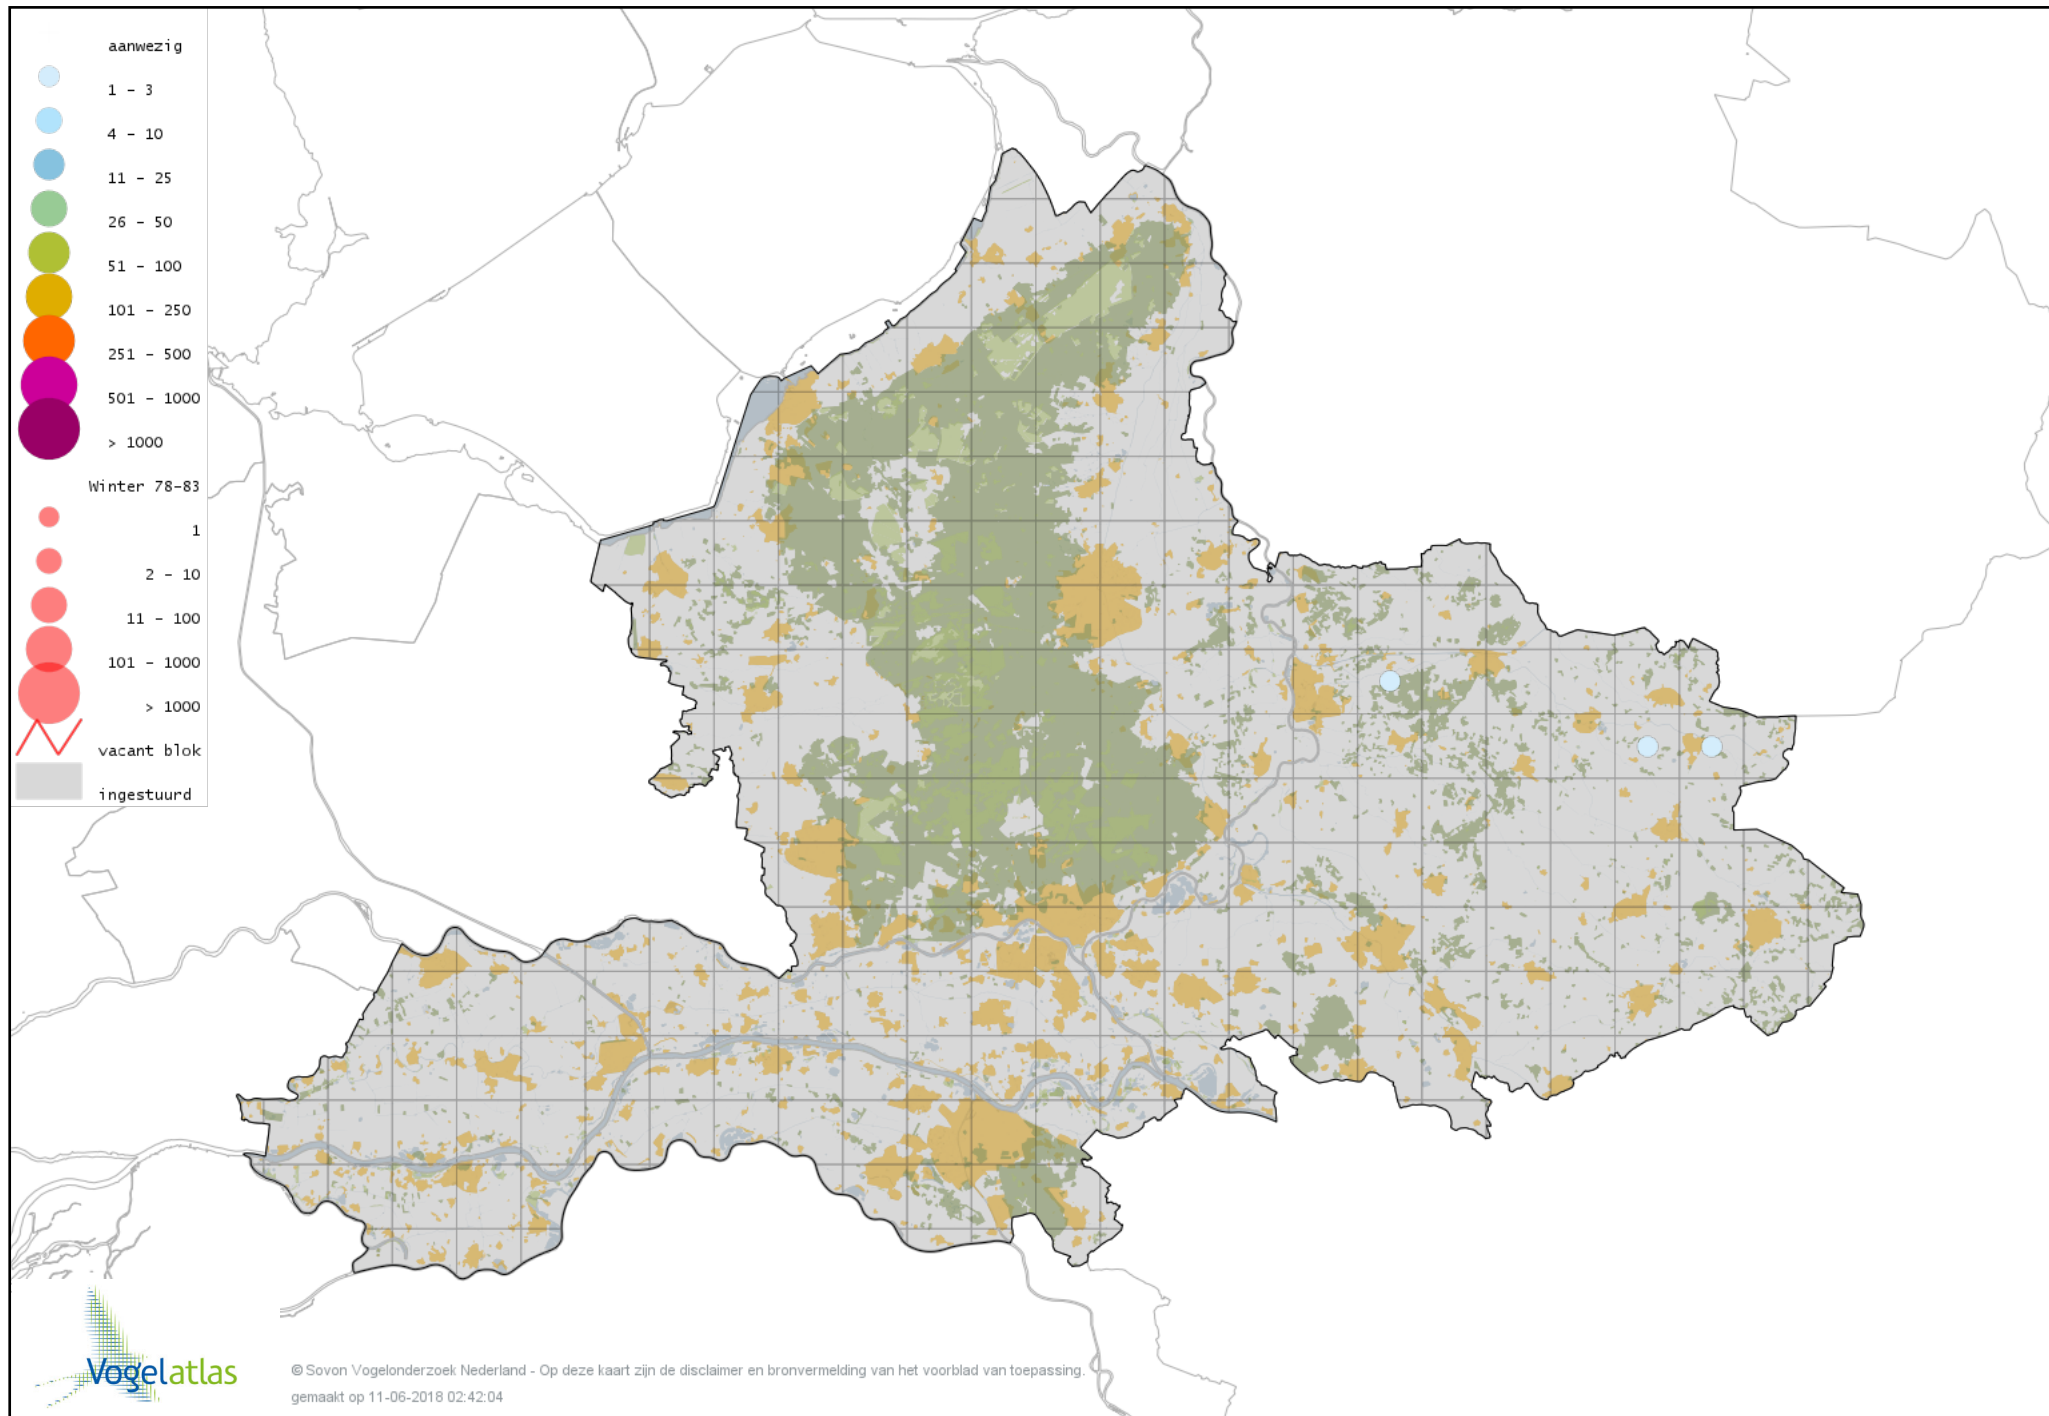 aanwezig
1 - 3
4 - 10
11 - 25
26 - 50
51 - 100
101 - 250
251 - 500
501 - 1000
> 1000
Winter 78-83
1
2 - 10
11 - 100
101 - 1000
> 1000
vacant blok
ingestuurd
Vogelatlas
© Sovon Vogelonderzoek Nederland - Op deze kaart zijn de disclaimer en bronvermelding van het voorblad van toepassing.
gemaakt op 11-06-2018 02:42:04